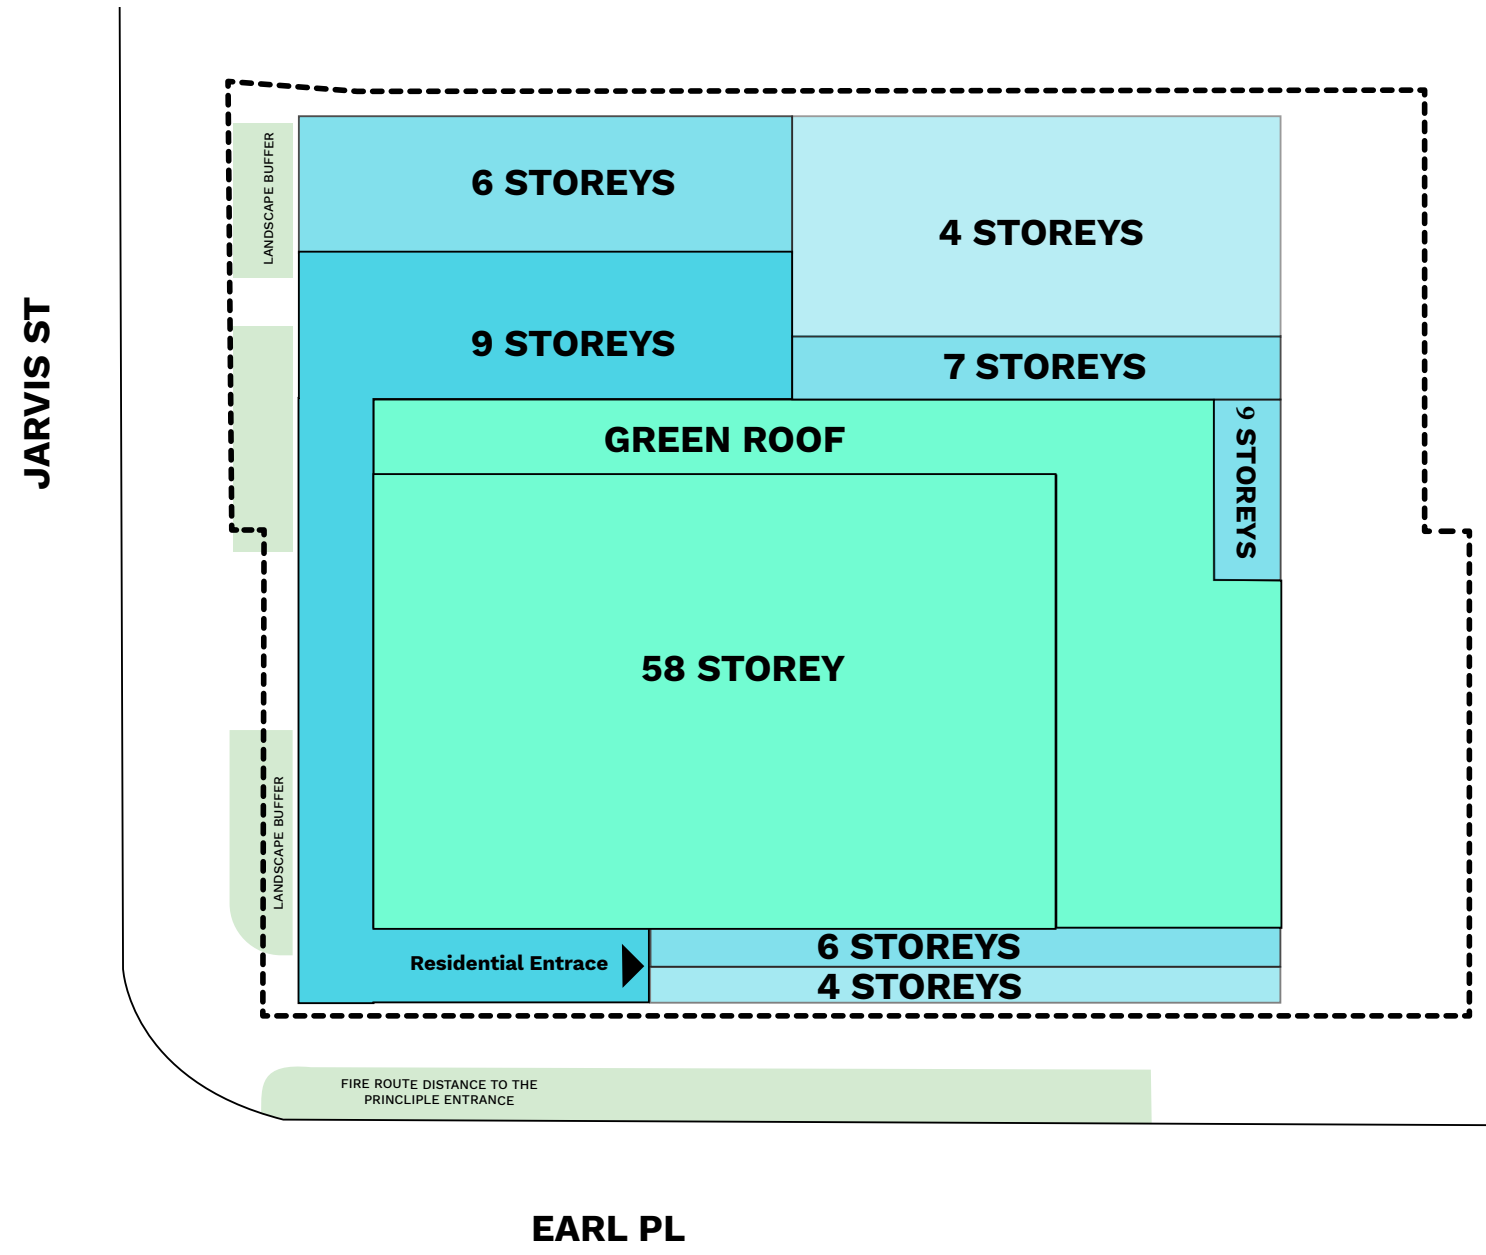 LANDSCAPE BUFFER
6 STOREYS
4 STOREYS
JARVIS ST
9 STOREYS
7 STOREYS
GREEN ROOF
9 STOREYS
58 STOREY
LANDSCAPE BUFFER
Residential Entrace
6 STOREYS
4 STOREYS
FIRE ROUTE DISTANCE TO THE
PRINCLIPLE ENTRANCE
EARL PL